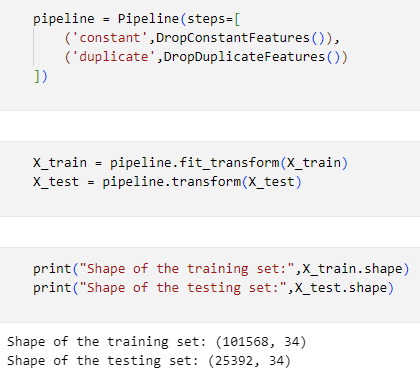 pipeline = Pipeline(steps=[
    ('constant',DropConstantFeatures()),
    ('duplicate',DropDuplicateFeatures())
])
X_train = pipeline.fit_transform(X_train)
X_test = pipeline.transform(X_test)
print("Shape of the training set:",X_train.shape)
print("Shape of the testing set:",X_test.shape)
Shape of the training set: (101568, 34)
Shape of the testing set: (25392, 34)